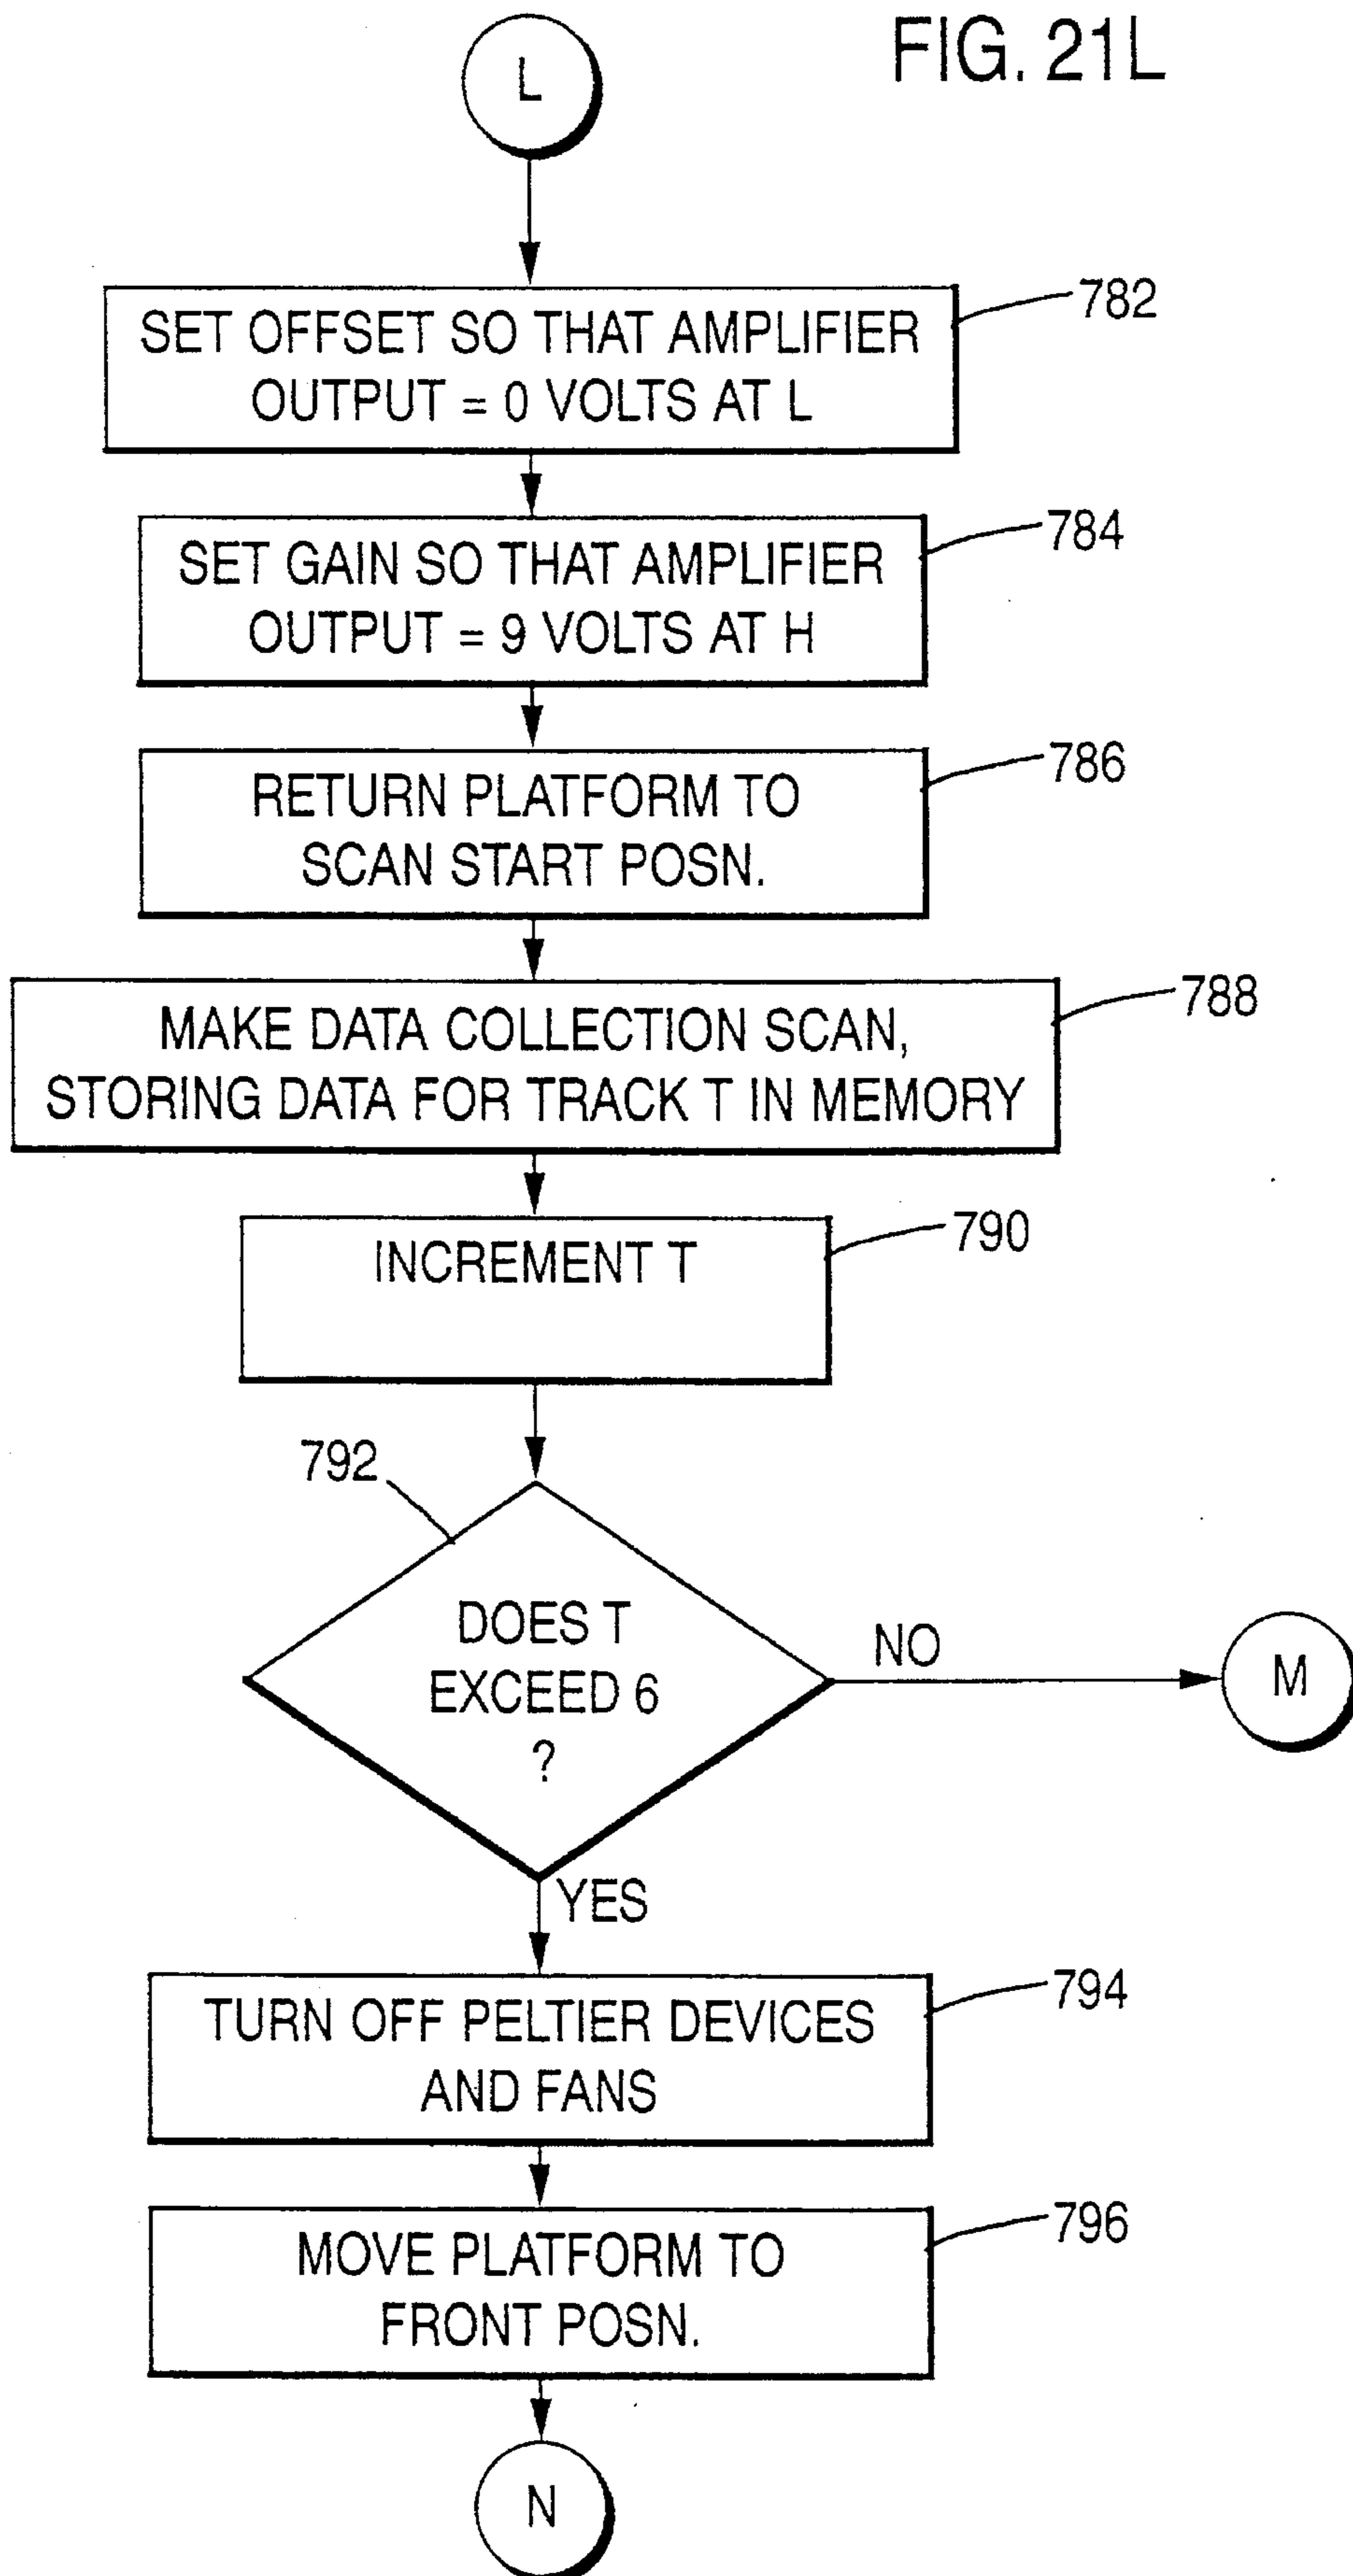 FIG. 21L
L
782
SET OFFSET SO THAT AMPLIFIER
OUTPUT = 0 VOLTS AT L
784
SET GAIN SO THAT AMPLIFIER
OUTPUT = 9 VOLTS AT H
786
RETURN PLATFORM TO
SCAN START POSN.
788
MAKE DATA COLLECTION SCAN,
STORING DATA FOR TRACK T IN MEMORY
790
INCREMENT T
792
DOES T
EXCEED 6
?
NO
M
YES
794
TURN OFF PELTIER DEVICES
AND FANS
796
MOVE PLATFORM TO
FRONT POSN.
N